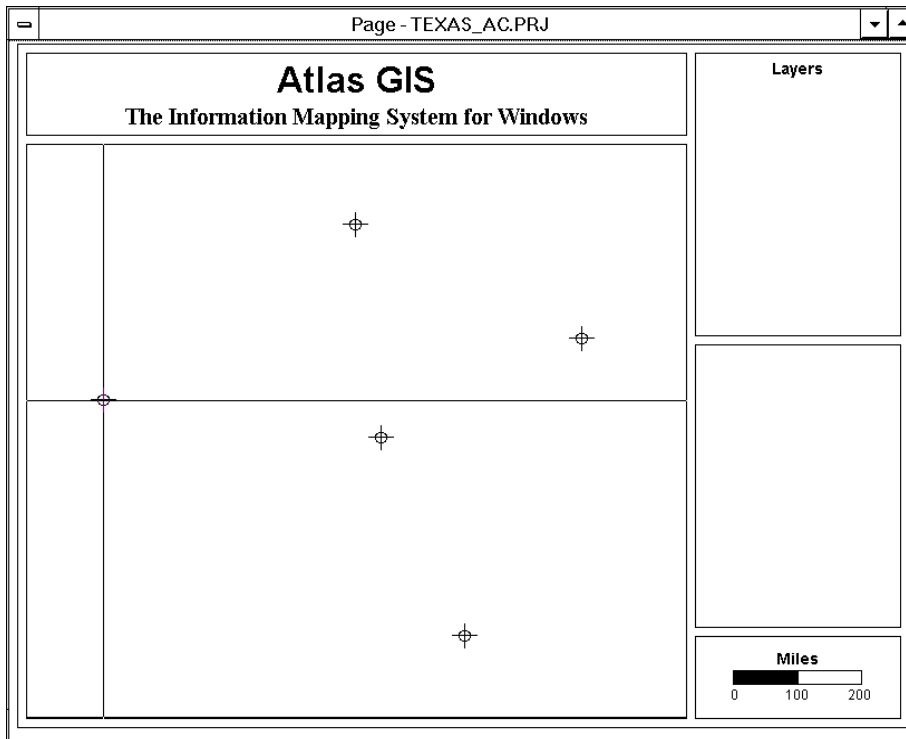 Page - TEXAS_AC.PRJ
Atlas GIS
The Information Mapping System for Windows
Layers
Miles
0 100 200